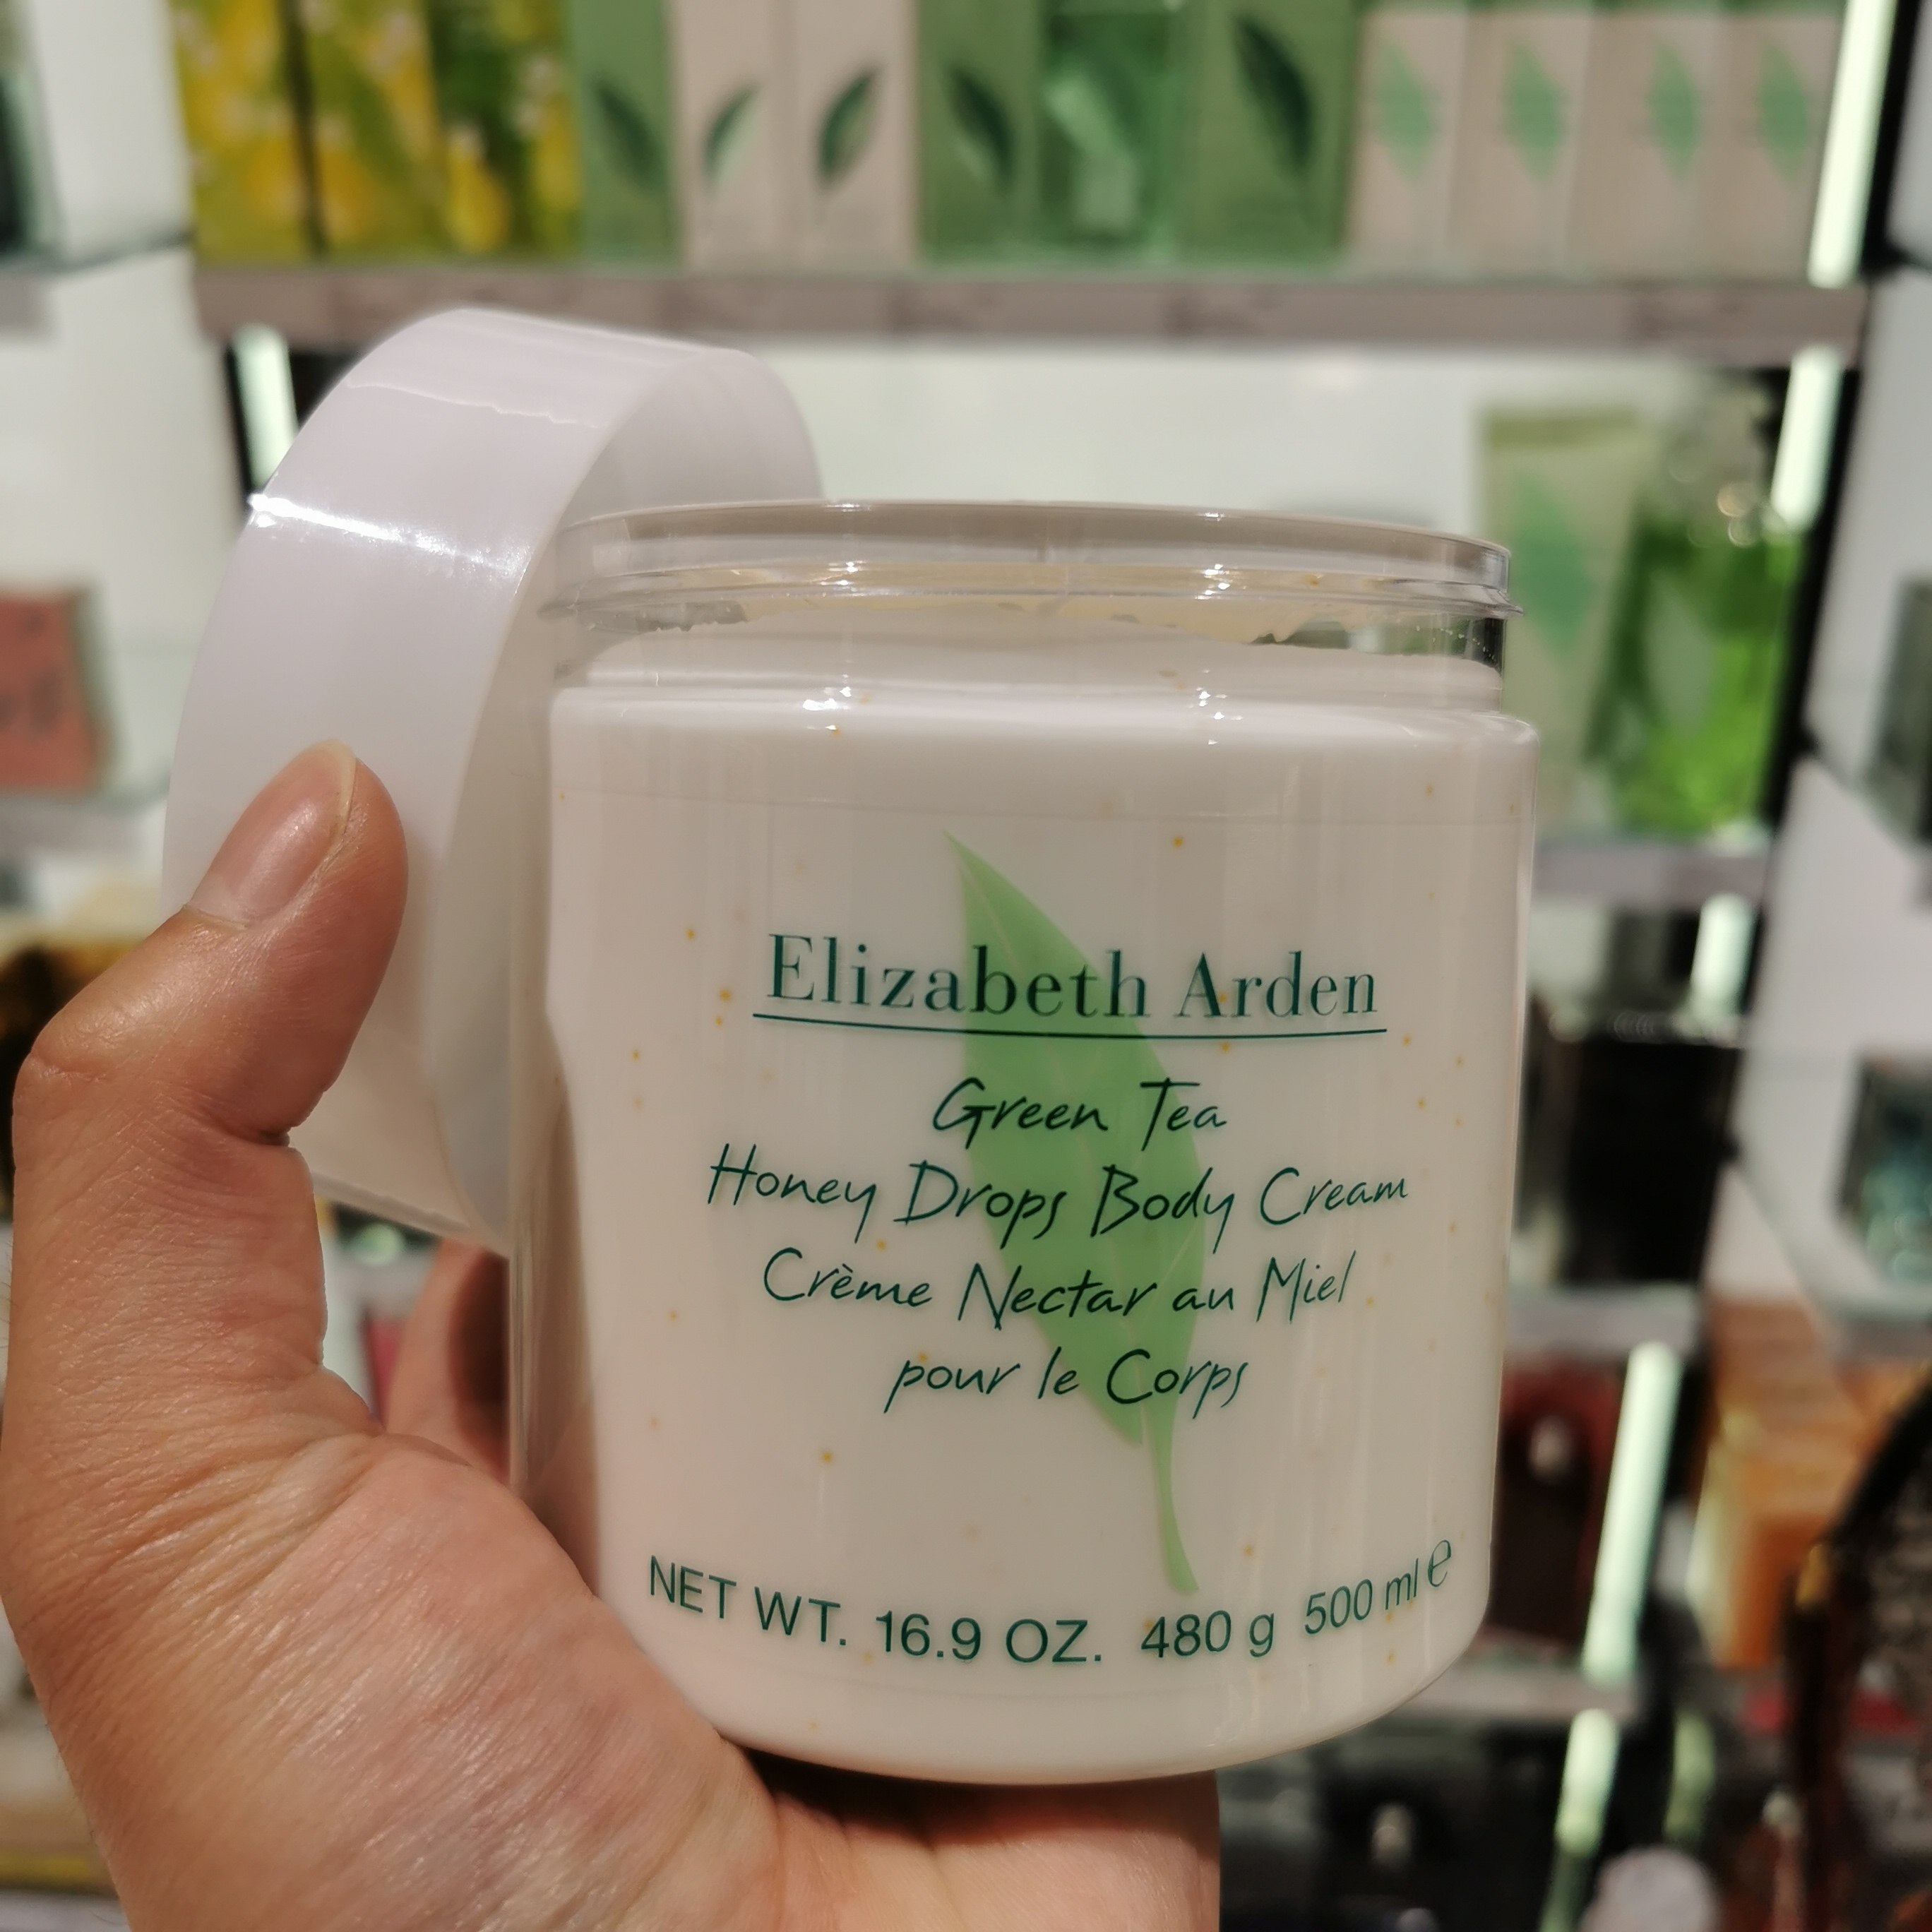 Elizabeth Arden
Green Tea
Honey Drops Body Cream
Crème Nectar au Miel
pour le Corps
NET WT. 16.9 OZ. 480 g 500 ml e